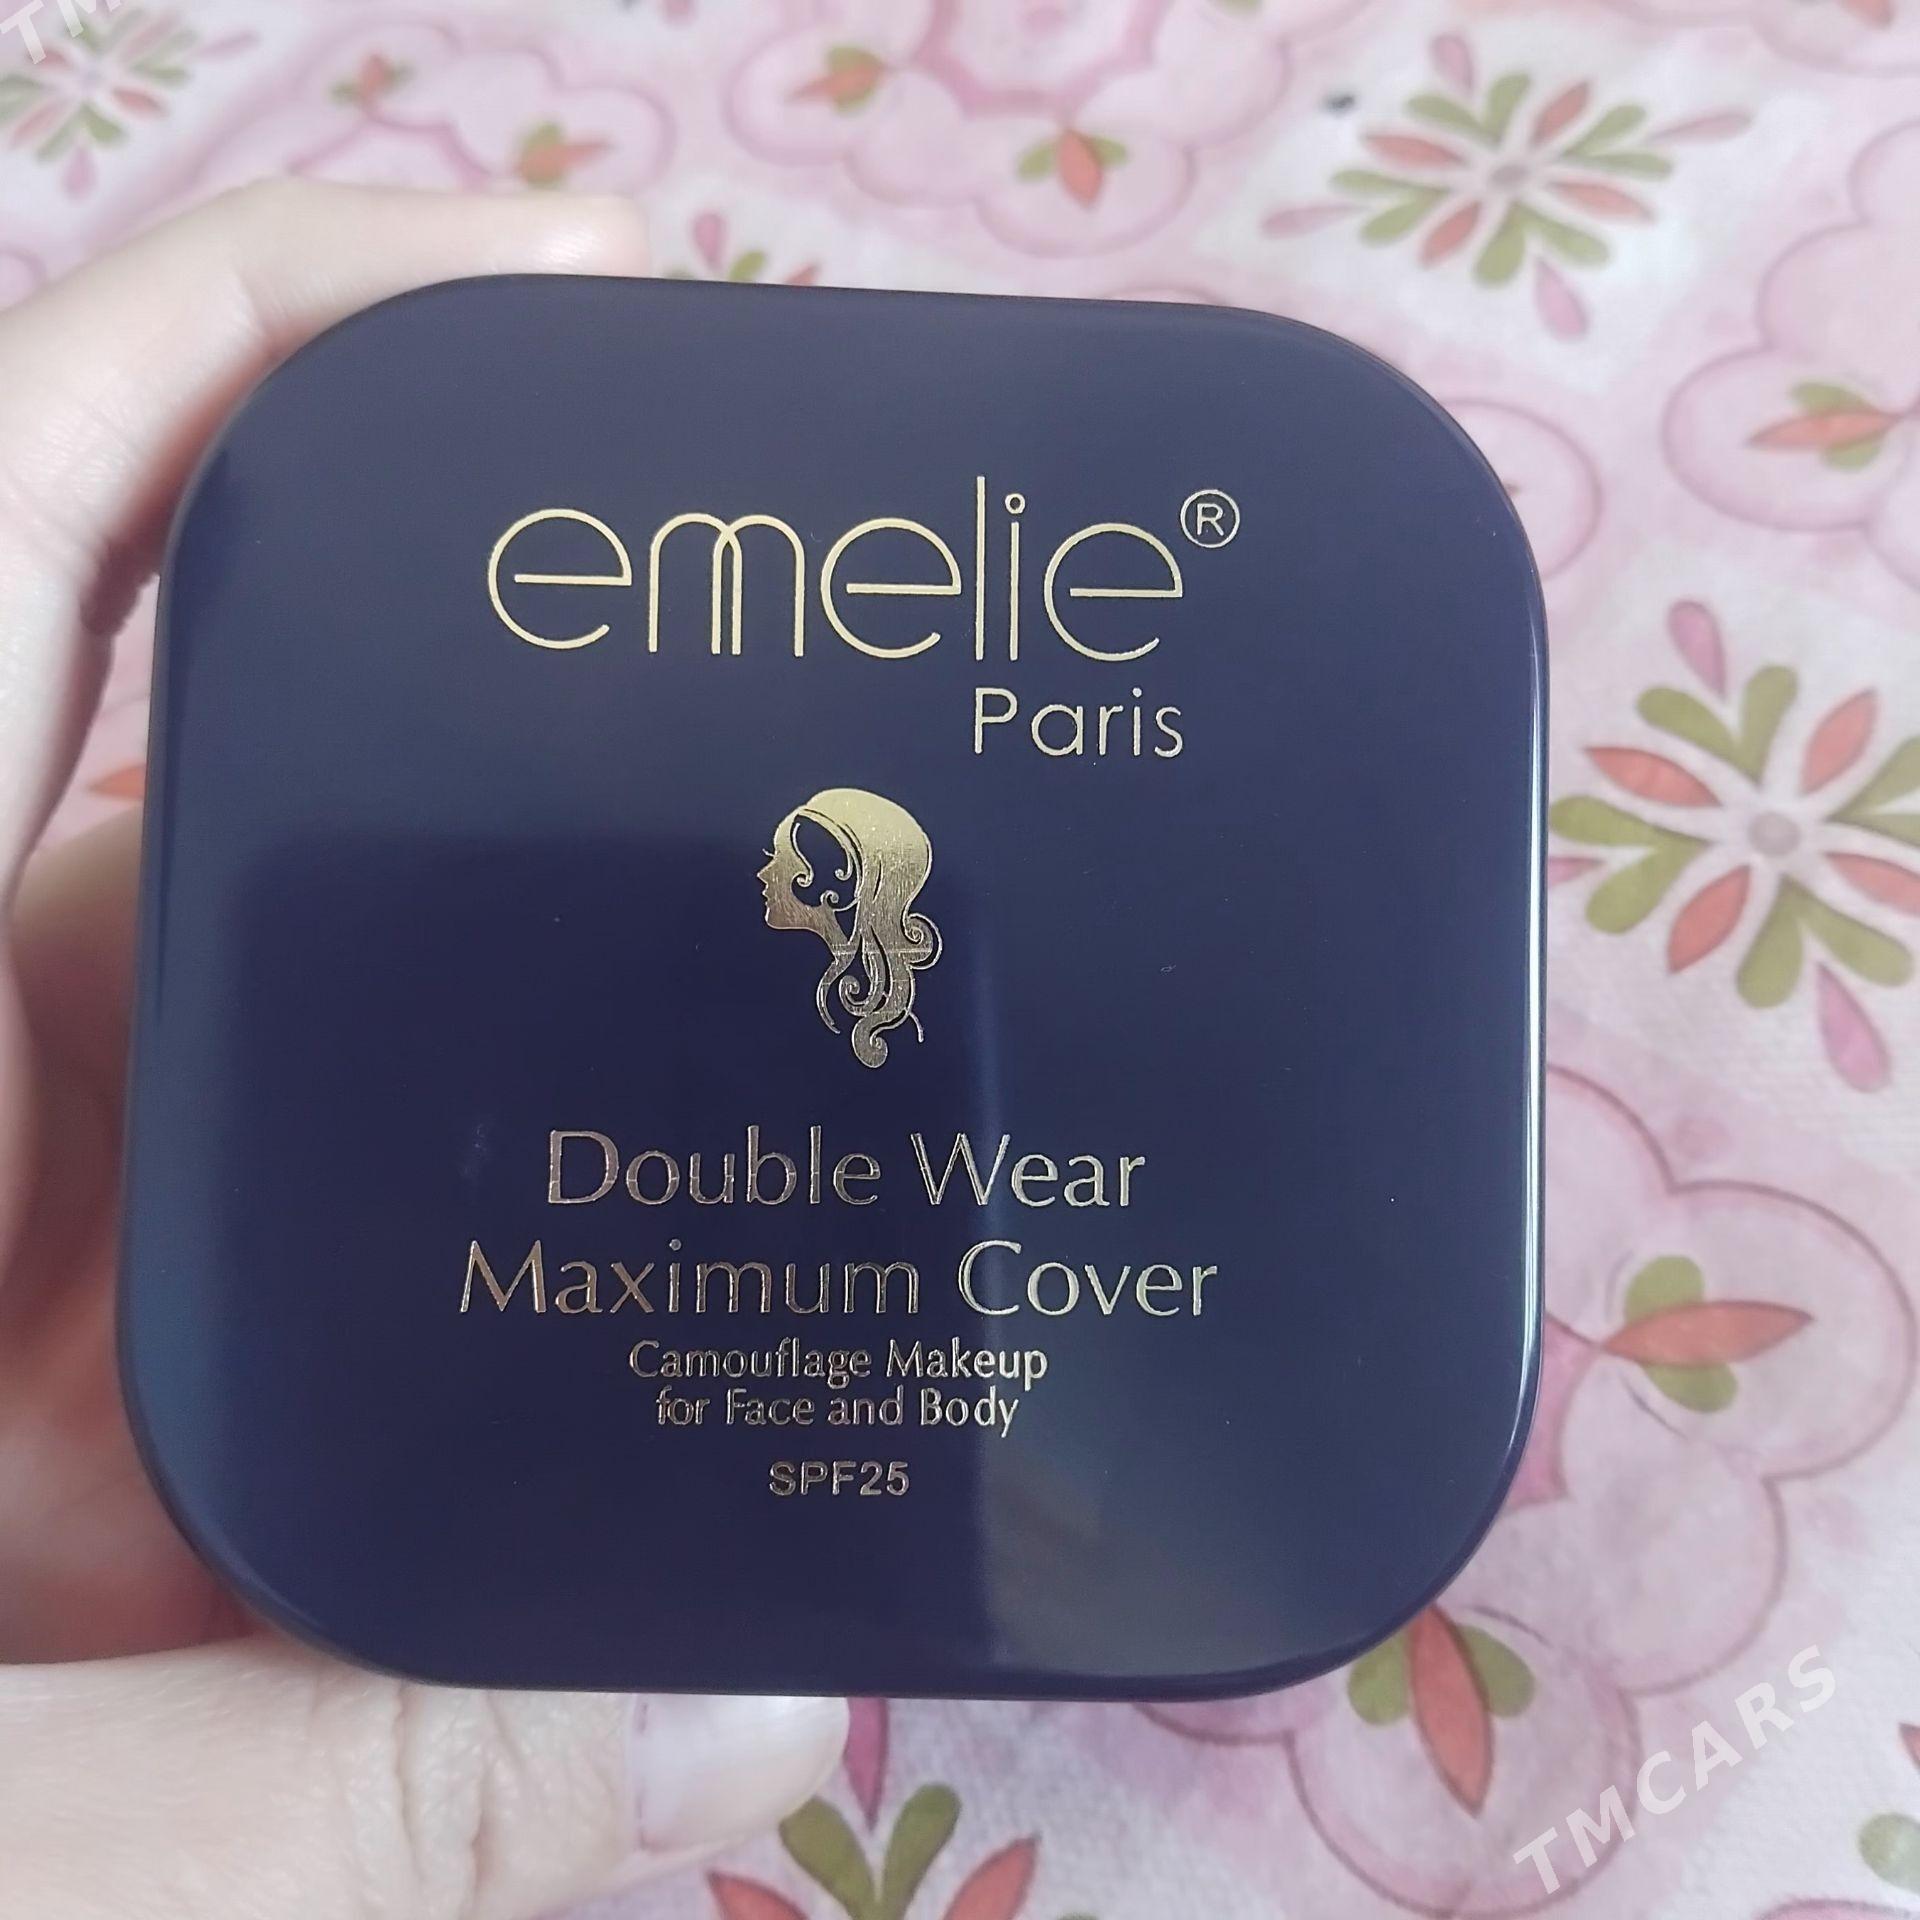 emelie®
Paris
Double Wear
Maximum Cover
Camouflage Makeup
for Face and Body
SPF25
TMCARS